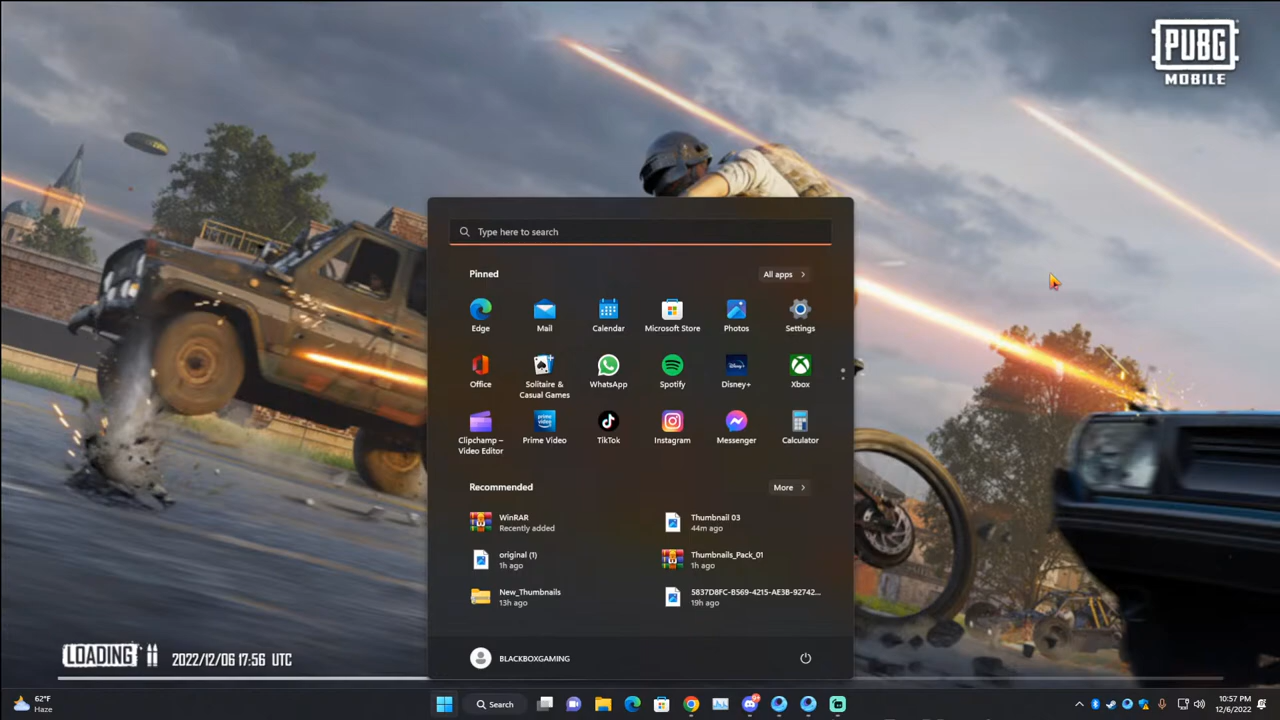 PUBG
MOBILE
Type here to search
Pinned
All apps
Edge
Mail
Calendar
Microsoft Store
Photos
Settings
Office
Solitaire &
Casual Games
WhatsApp
Spotify
Disney+
Xbox
Clipchamp –
Video Editor
Prime Video
TikTok
Instagram
Messenger
Calculator
Recommended
More
WinRAR
Recently added
Thumbnail 03
44m ago
original (1)
1h ago
Thumbnails_Pack_01
1h ago
New_Thumbnails
13h ago
5837D8FC-B569-4215-AE3B-92742...
19h ago
BLACKBOXGAMING
LOADING
2022/12/06 17:56 UTC
62°F
Haze
Search
10:57 PM
12/6/2022